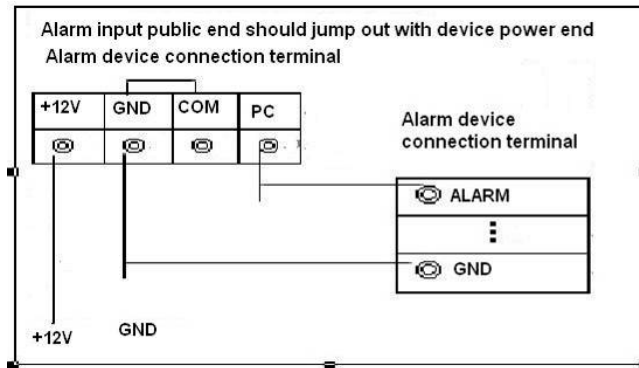 Alarm input public end should jump out with device power end
Alarm device connection terminal
+12V GND COM PC
Alarm device
connection terminal
ALARM
GND
+12V GND